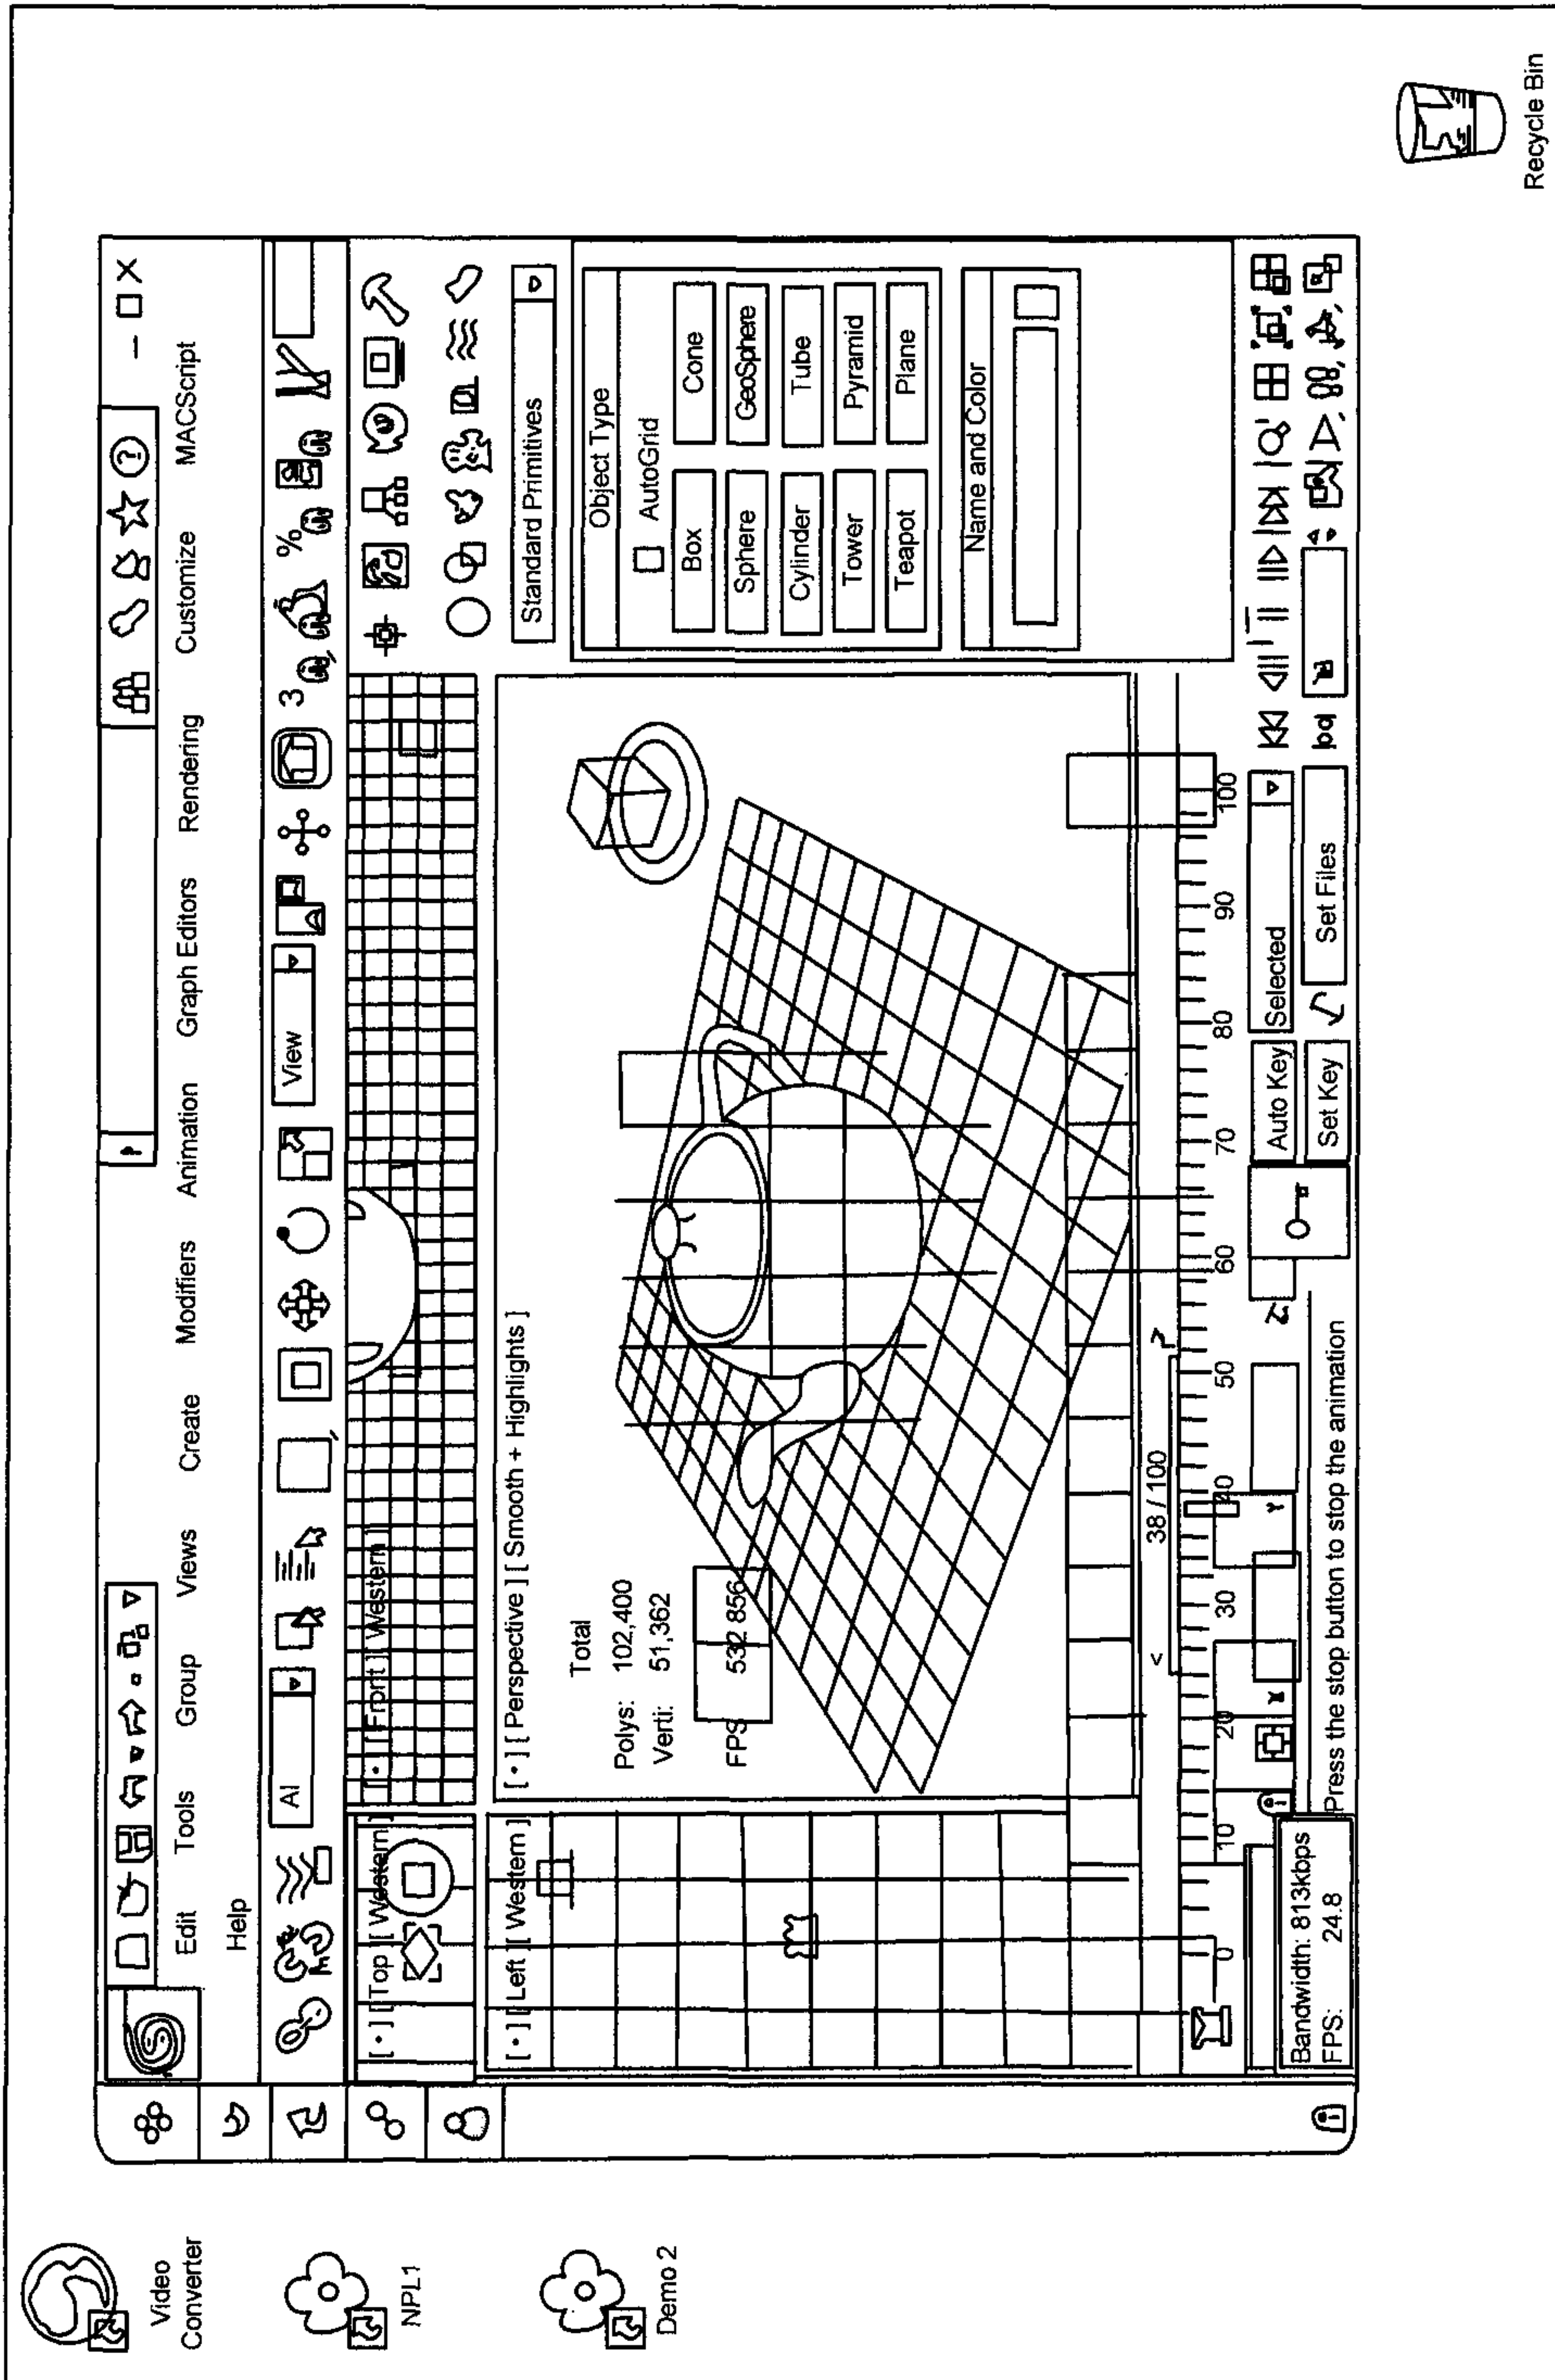 Video
Converter
NPL1
Demo 2
Recycle Bin
Edit Tools Group Views Create Modifiers Animation Graph Editors Rendering Customize MACScript
Help
AI
View
3
%
[ • ] [ Top ] [ Western ]
[ • ] [ Front ] [ Western ]
[ • ] [ Left ] [ Western ]
[ • ] [ Perspective ] [ Smooth + Highlights ]
Total
Polys: 102,400
Verti: 51,362
FPS: 532.856
Standard Primitives
Object Type
AutoGrid
Box Cone
Sphere GeoSphere
Cylinder Tube
Tower Pyramid
Teapot Plane
Name and Color
< 38 / 100 >
0 10 20 30 40 50 60 70 80 90 100
X Y
Auto Key Selected
Set Key Set Files
Bandwidth: 813kbps
FPS: 24.8
Press the stop button to stop the animation